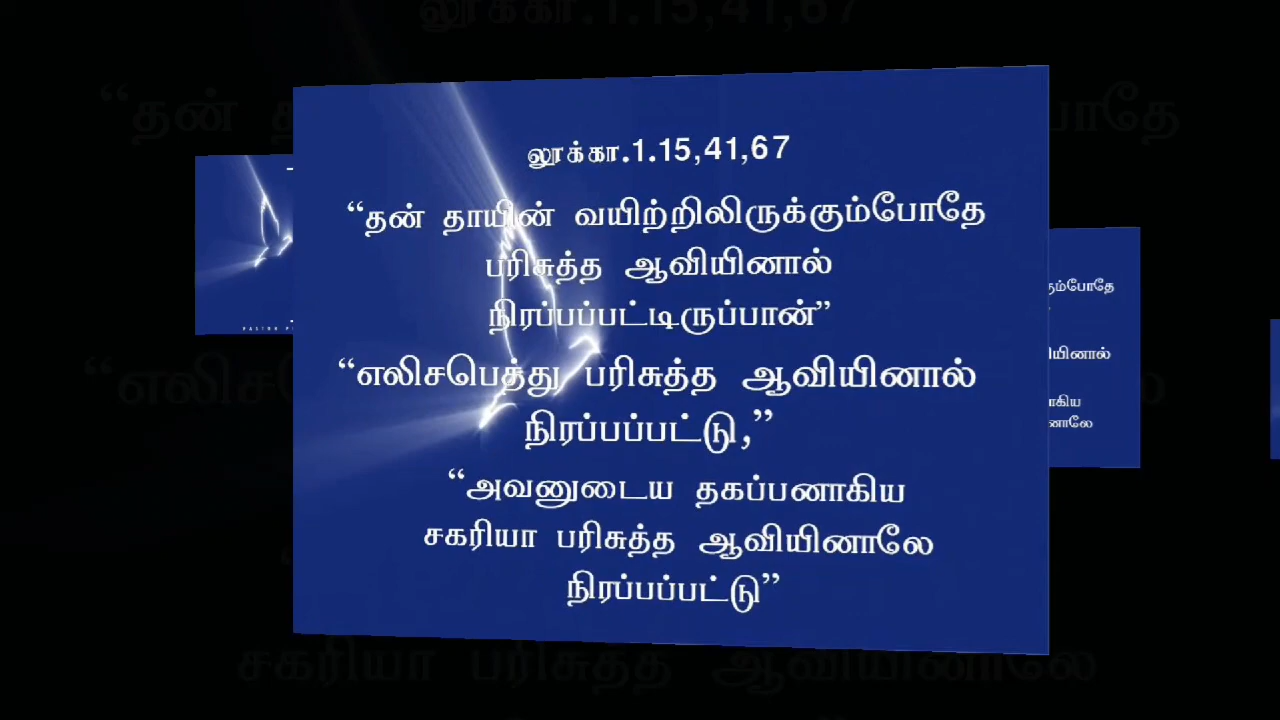 லூக்கா.1.15,41,67
“தன் தாயின் வயிற்றிலிருக்கும்போதே
பரிசுத்த ஆவியினால்
நிரப்பப்பட்டிருப்பான்”
“எலிசபெத்து பரிசுத்த ஆவியினால்
நிரப்பப்பட்டு,”
“அவனுடைய தகப்பனாகிய
சகரியா பரிசுத்த ஆவியினாலே
நிரப்பப்பட்டு”